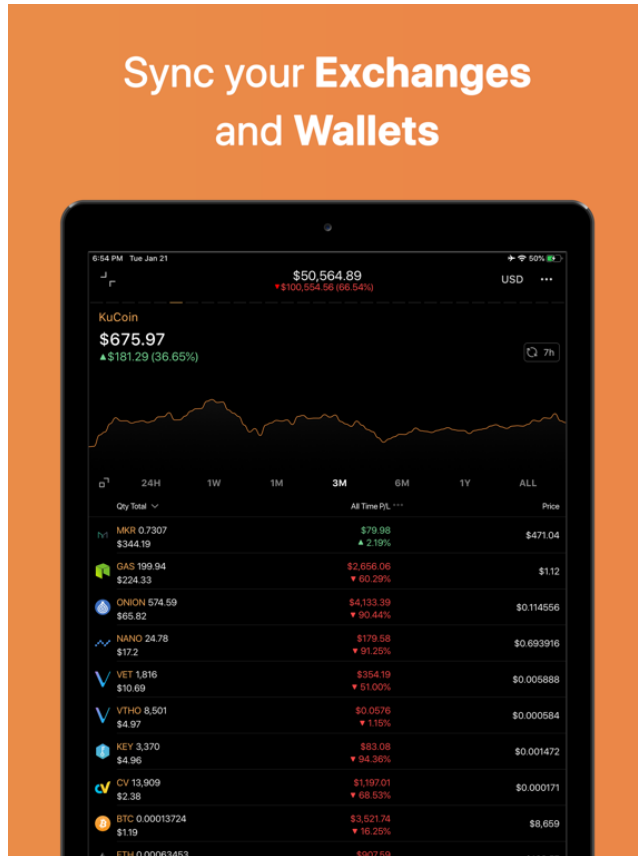 Sync your Exchanges
and Wallets
6:54 PM Tue Jan 21 50%
$50,564.89 USD
▼$100,554.56 (66.54%)
KuCoin
$675.97
▲$181.29 (36.65%) 7h
24H 1W 1M 3M 6M 1Y ALL
Qty Total All Time P/L Price
MKR 0.7307 $79.98 $471.04
$344.19 ▲ 2.19%
GAS 199.94 $2,656.06 $1.12
$224.33 ▼ 60.29%
ONION 574.59 $4,133.39 $0.114556
$65.82 ▼ 90.44%
NANO 24.78 $179.58 $0.693916
$17.2 ▼ 91.25%
VET 1,816 $354.19 $0.005888
$10.69 ▼ 51.00%
VTHO 8,501 $0.0576 $0.000584
$4.97 ▼ 1.15%
KEY 3,370 $83.08 $0.001472
$4.96 ▼ 94.36%
CV 13,909 $1,197.01 $0.000171
$2.38 ▼ 68.53%
BTC 0.00013724 $3,521.74 $8,659
$1.19 ▼ 16.25%
ETH 0.00063453 $907.59